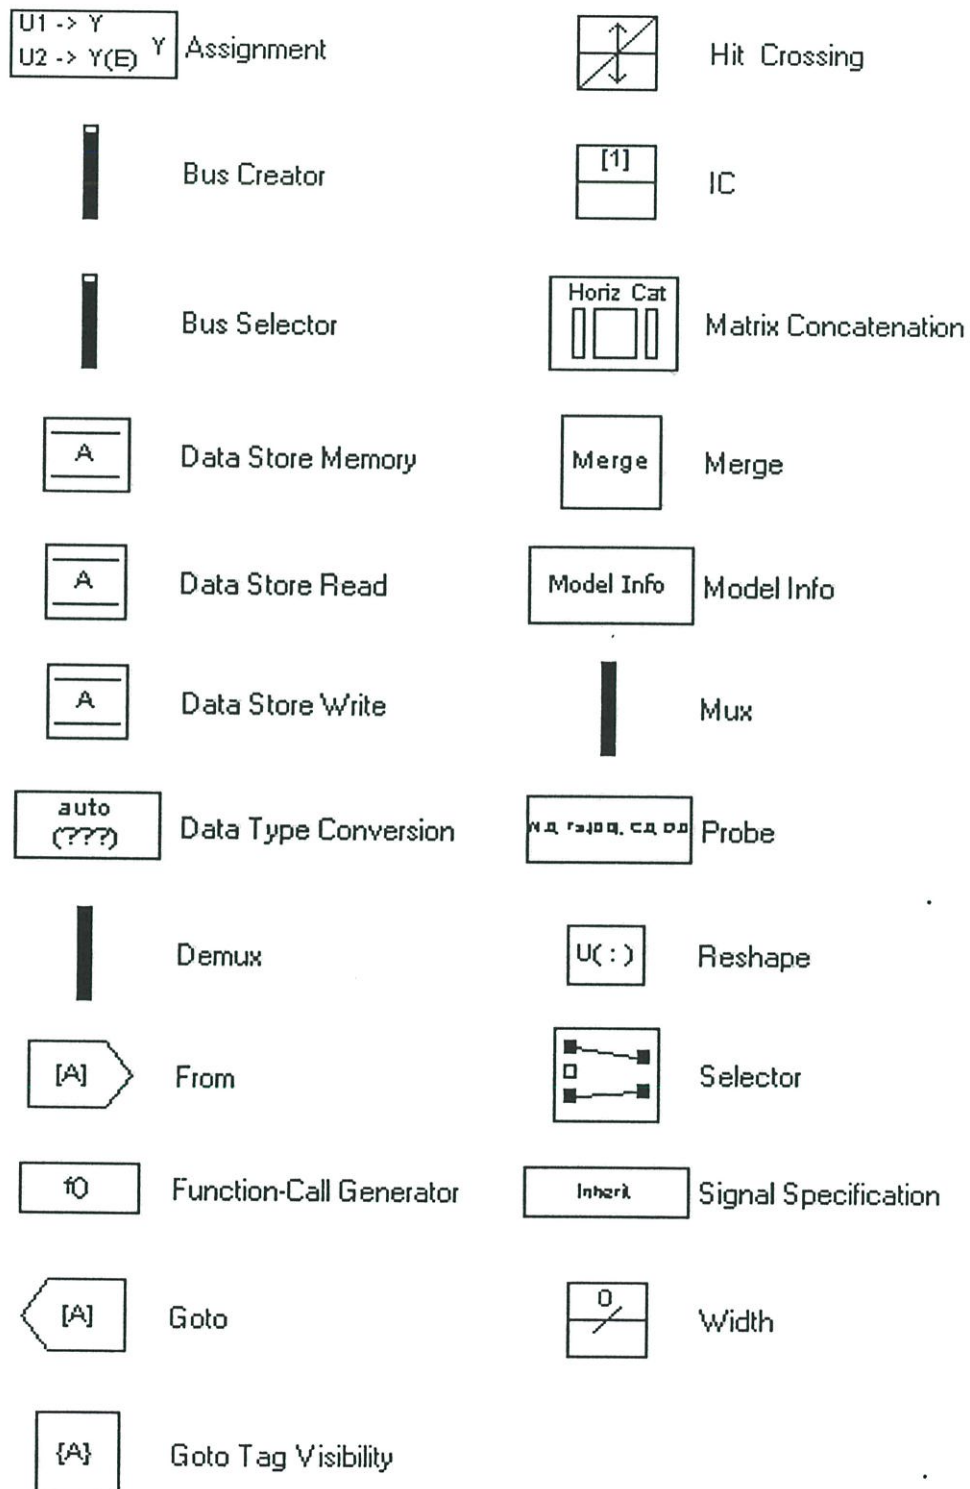 U1 -> Y
U2 -> Y(E) Y
Assignment
Bus Creator
Bus Selector
A
Data Store Memory
A
Data Store Read
A
Data Store Write
auto
(???)
Data Type Conversion
Demux
[A]
From
f()
Function-Call Generator
[A]
Goto
{A}
Goto Tag Visibility
Hit Crossing
[1]
IC
Horiz Cat
Matrix Concatenation
Merge
Merge
Model Info
Model Info
Mux
Probe
U( : )
Reshape
Selector
Inherit
Signal Specification
0
Width